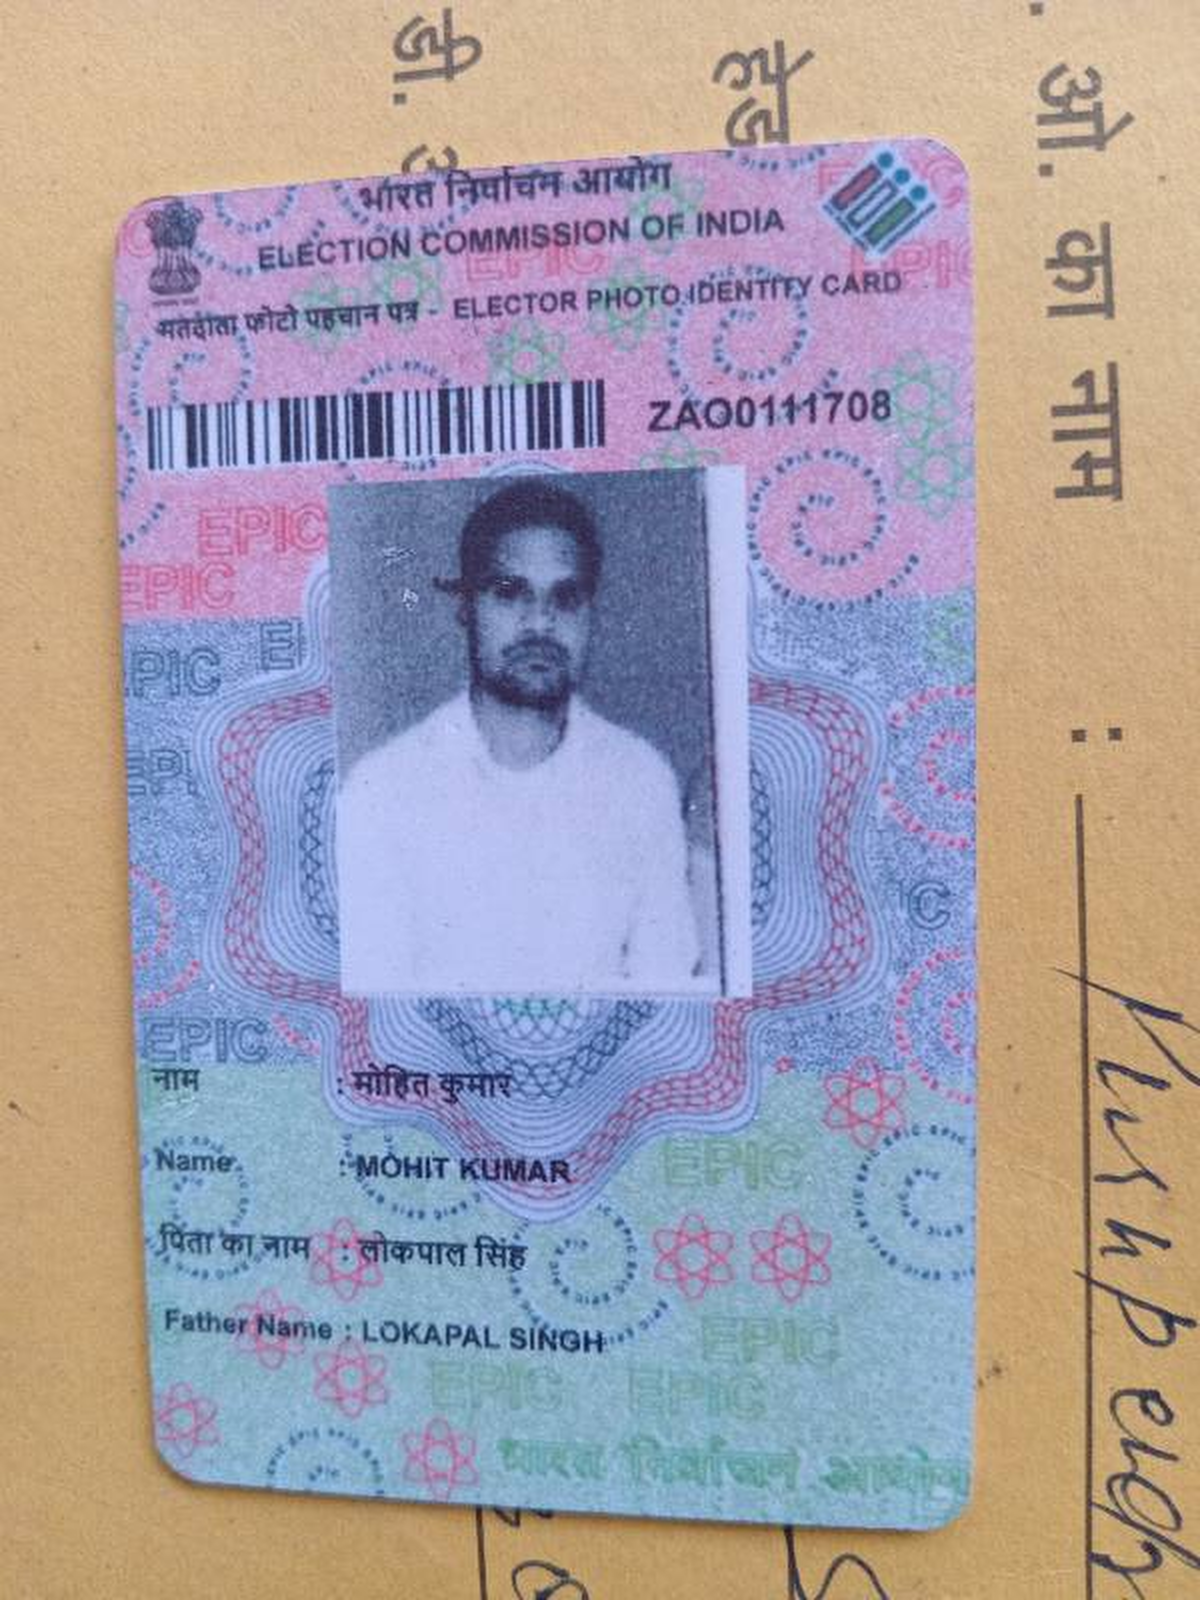 भारत निर्वाचन आयोग
ELECTION COMMISSION OF INDIA
मतदाता फोटो पहचान पत्र - ELECTOR PHOTO IDENTITY CARD
ZAO0111708
EPIC
EPIC
EPIC
नाम : मोहित कुमार
Name : MOHIT KUMAR
पिता का नाम : लोकपाल सिंह
Father Name : LOKAPAL SINGH
EPIC
EPIC
EPIC EPIC
भारत निर्वाचन आयोग
ओ. का नाम :
डी.
हेड